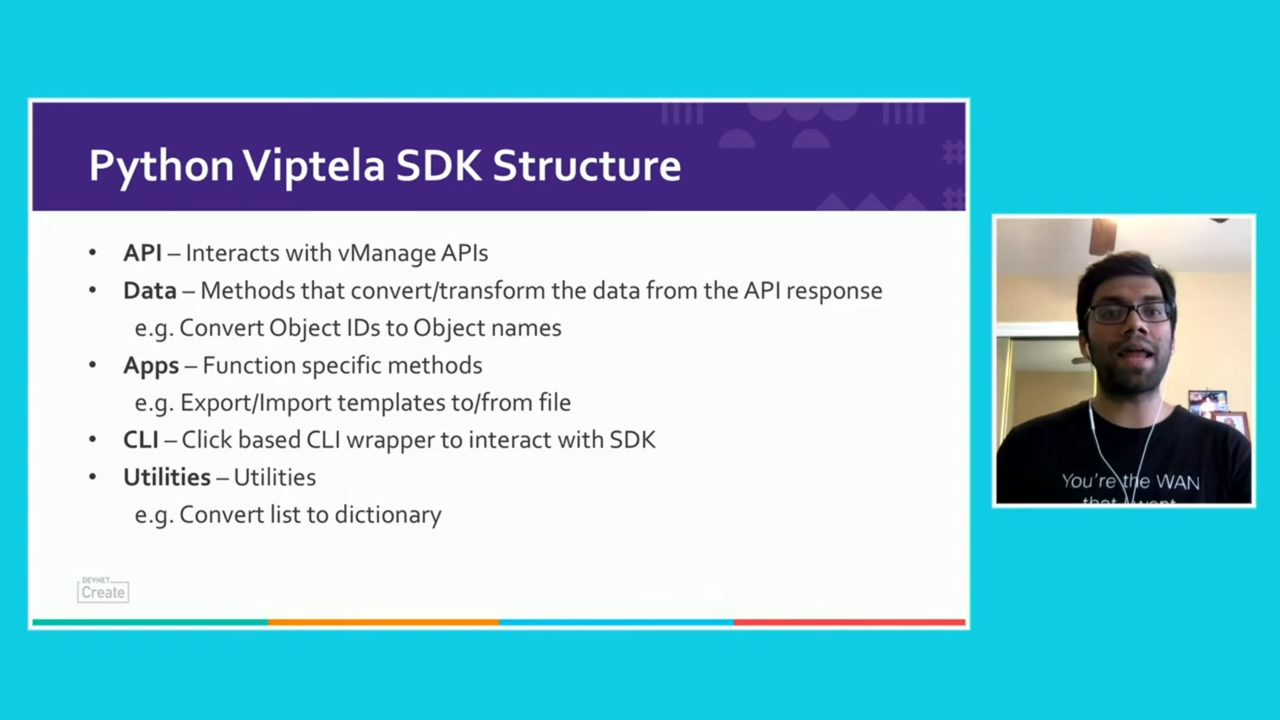 Python Viptela SDK Structure
• API – Interacts with vManage APIs
• Data – Methods that convert/transform the data from the API response
e.g. Convert Object IDs to Object names
• Apps – Function specific methods
e.g. Export/Import templates to/from file
• CLI – Click based CLI wrapper to interact with SDK
• Utilities – Utilities
e.g. Convert list to dictionary
DEVNET
Create
You're the WAN
that I want